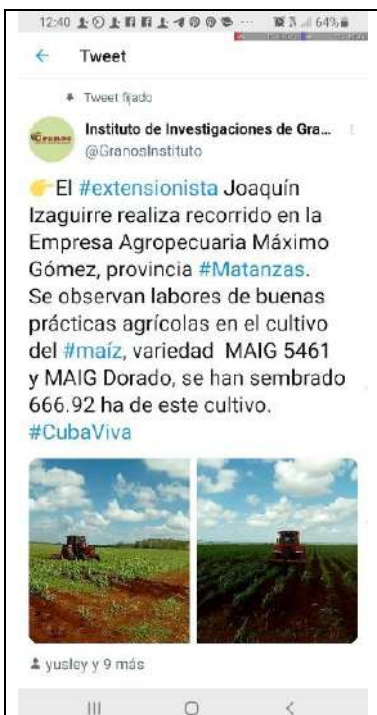 12:40
64%
Tweet
Tweet fijado
Granos
Instituto de Investigaciones de Gra...
@GranosInstituto
👉El #extensionista Joaquín
Izaguirre realiza recorrido en la
Empresa Agropecuaria Máximo
Gómez, provincia #Matanzas.
Se observan labores de buenas
prácticas agrícolas en el cultivo
del #maíz, variedad MAIG 5461
y MAIG Dorado, se han sembrado
666.92 ha de este cultivo.
#CubaViva
yusley y 9 más